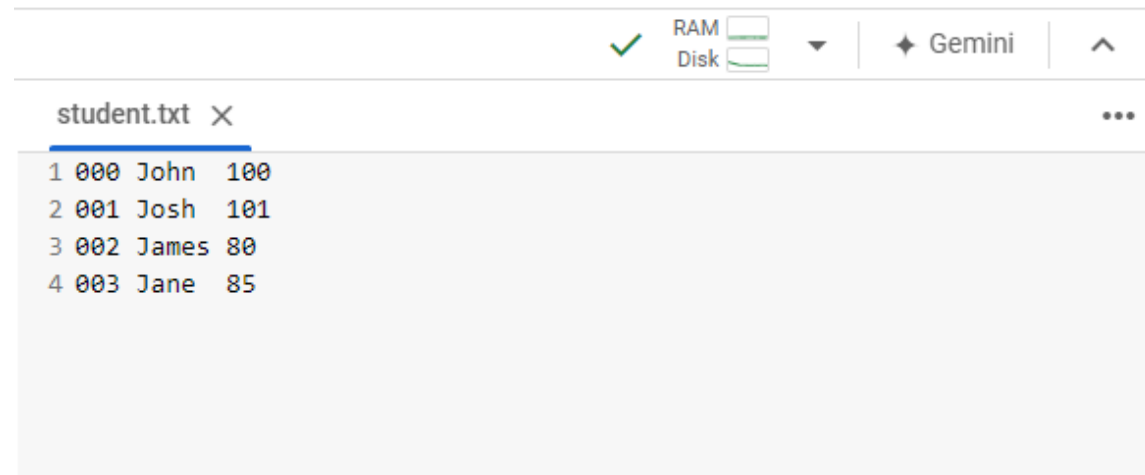 RAM
Disk
Gemini
student.txt
1 000 John  100
2 001 Josh  101
3 002 James 80
4 003 Jane  85